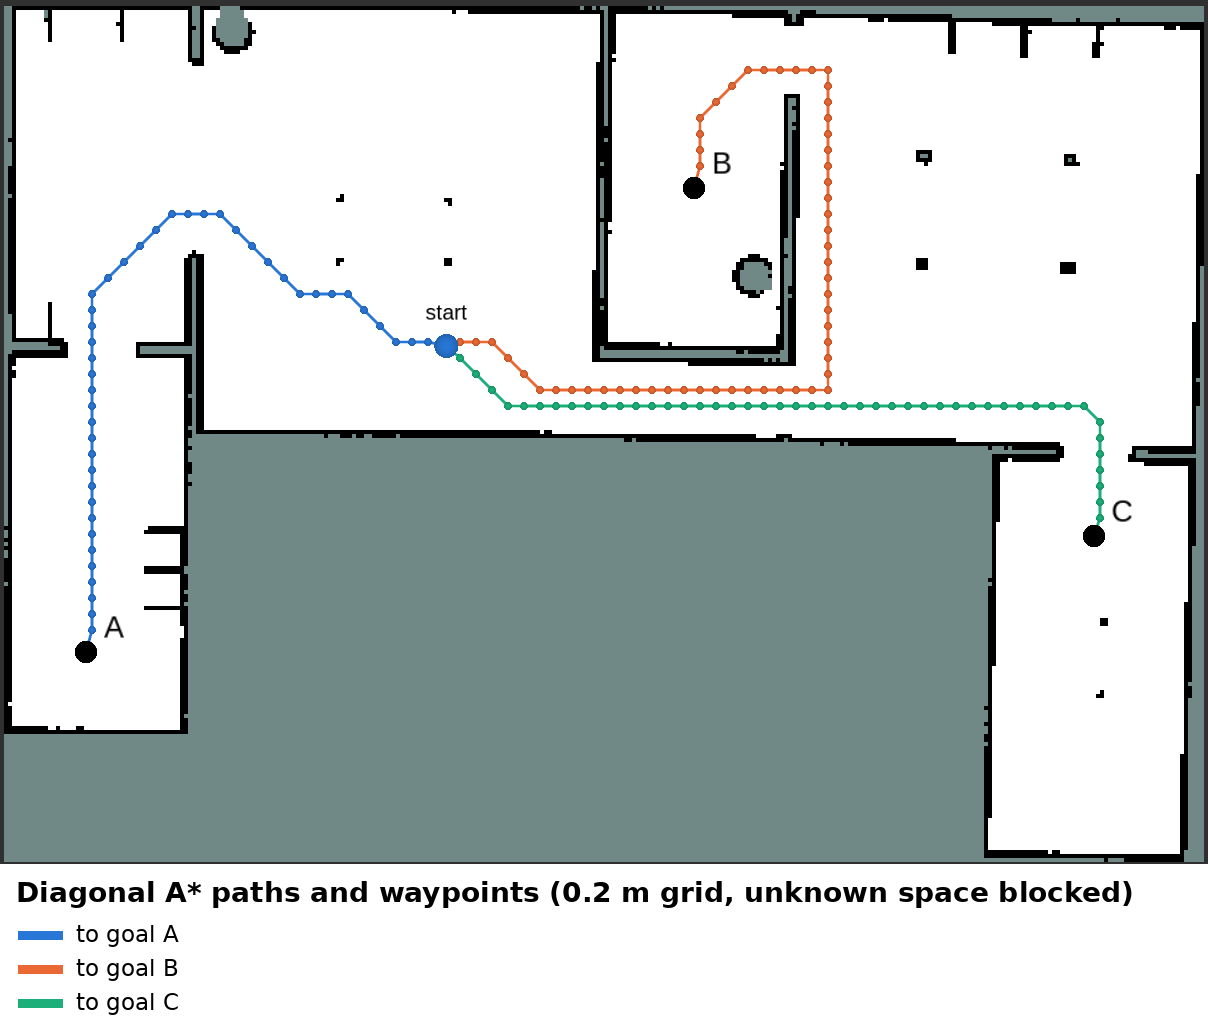 B
start
C
A
Diagonal A* paths and waypoints (0.2 m grid, unknown space blocked)
to goal A
to goal B
to goal C